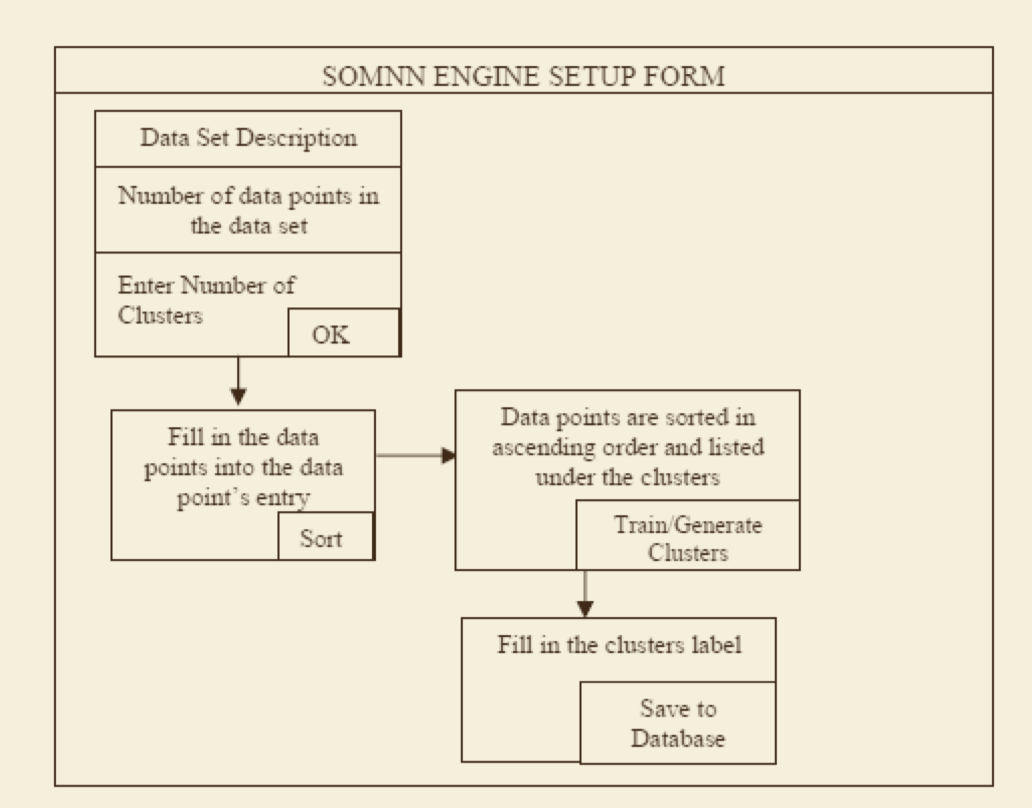 SOMNN ENGINE SETUP FORM
Data Set Description
Number of data points in
the data set
Enter Number of
Clusters
OK
Fill in the data
points into the data
point's entry
Sort
Data points are sorted in
ascending order and listed
under the clusters
Train/Generate
Clusters
Fill in the clusters label
Save to
Database